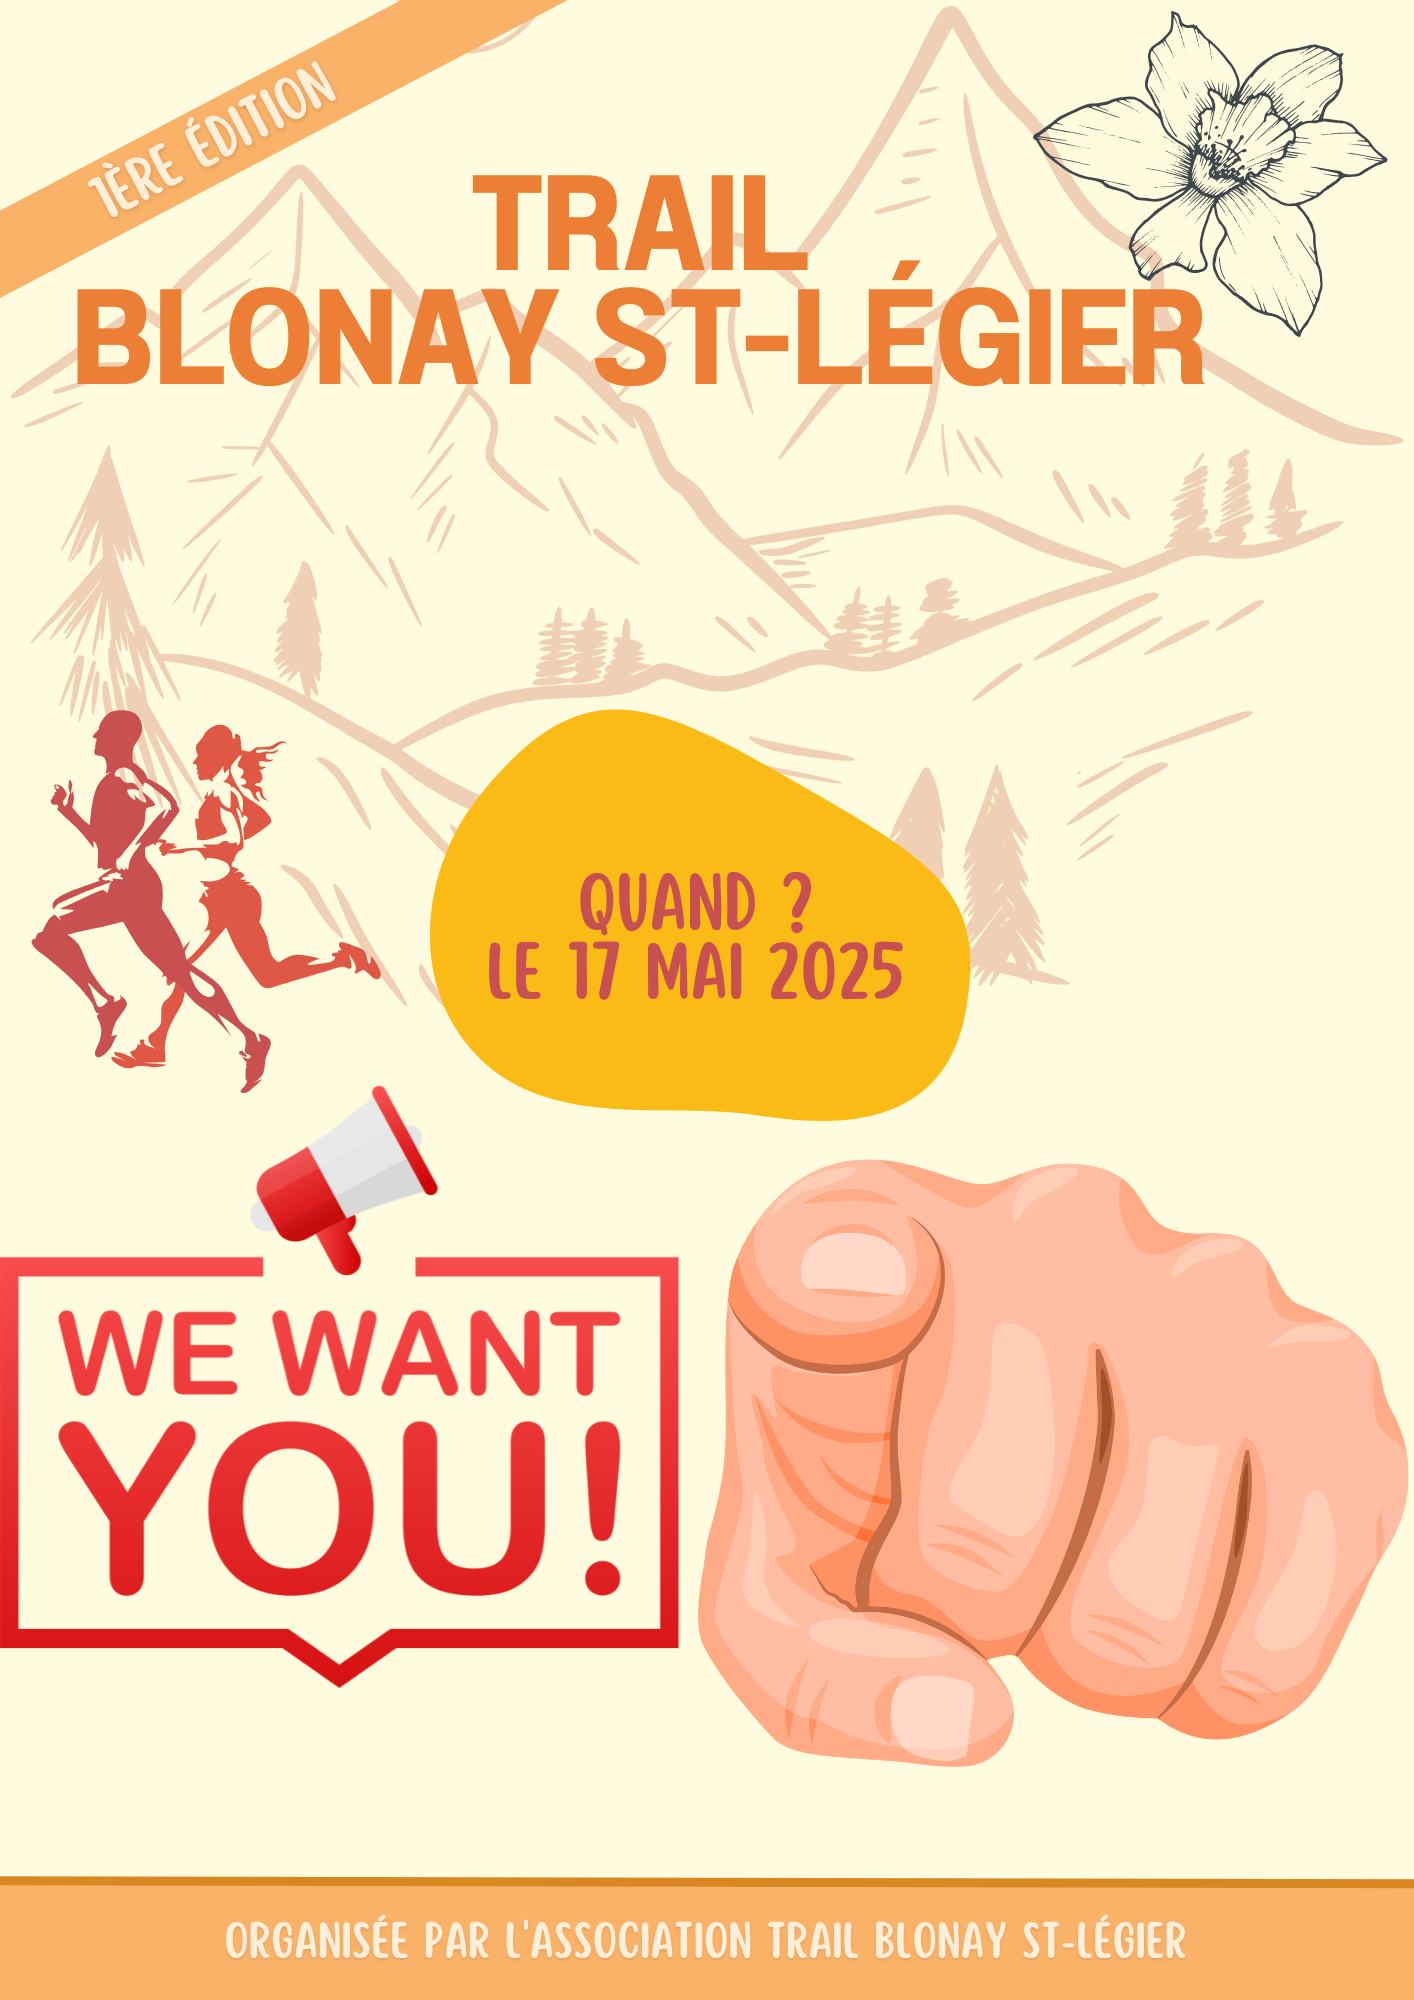 1ÈRE ÉDITION
TRAIL
BLONAY ST-LÉGIER
QUAND ?
LE 17 MAI 2025
WE WANT
YOU!
ORGANISÉE PAR L'ASSOCIATION TRAIL BLONAY ST-LÉGIER